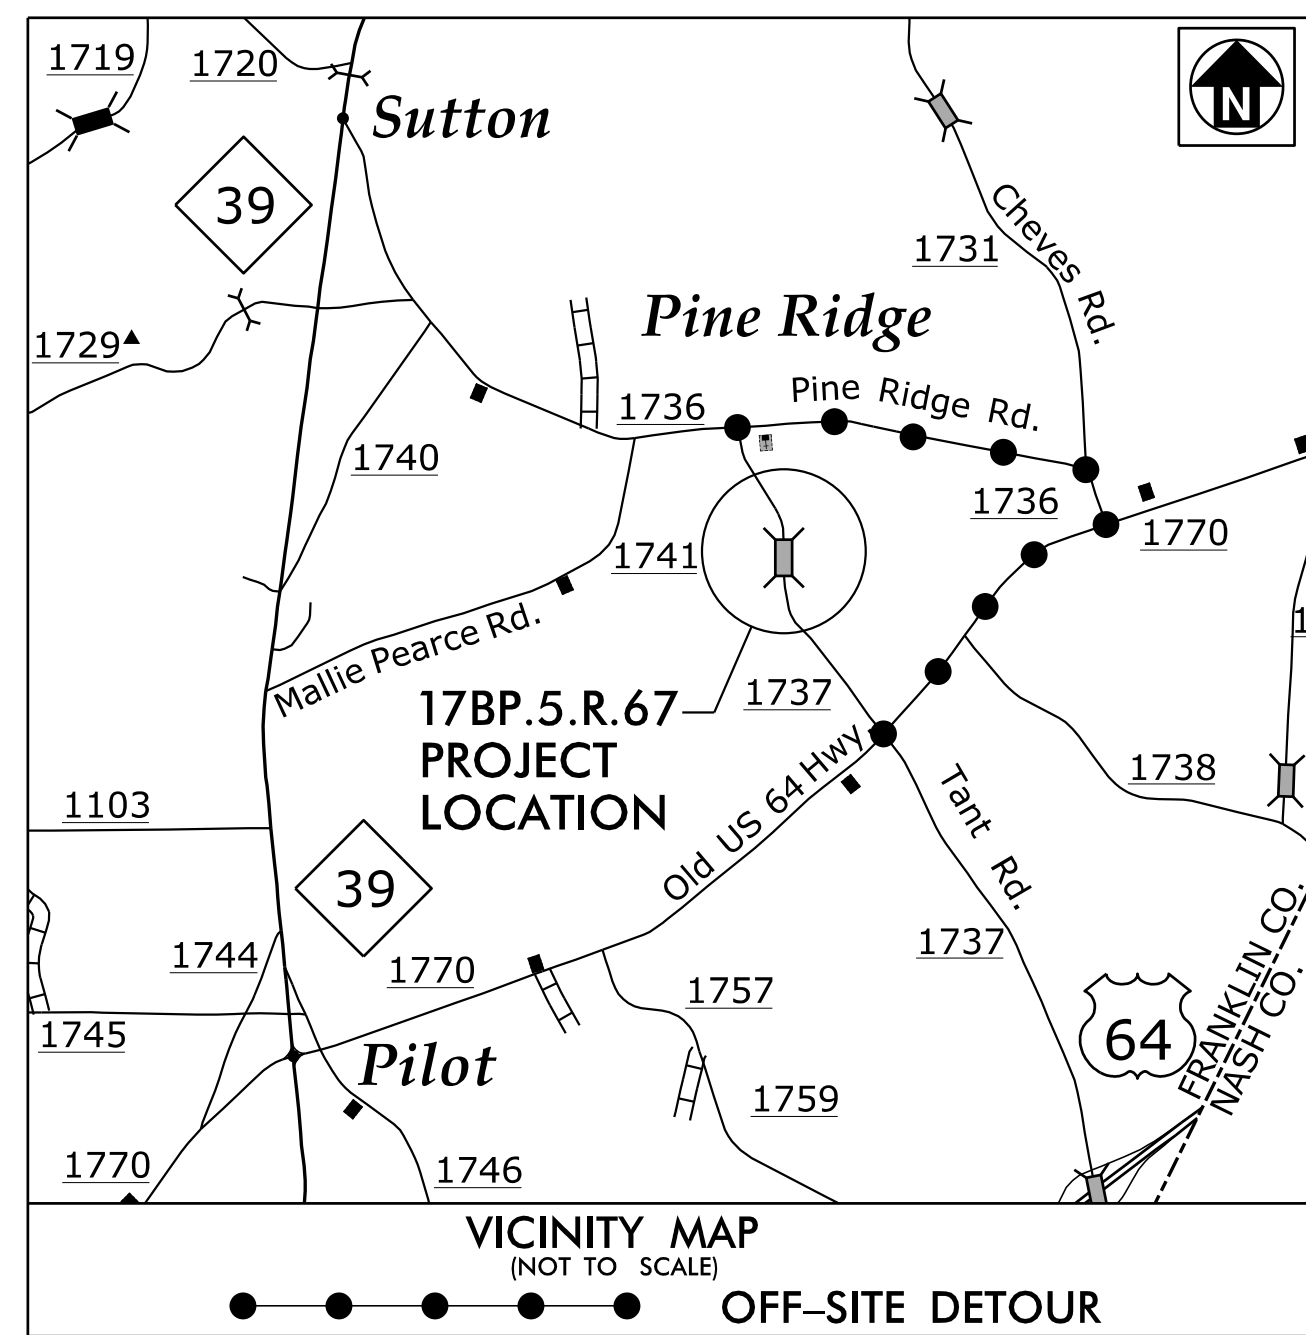 1719
1720
Sutton
N
39
Cheves Rd.
1731
Pine Ridge
1729
1736
Pine Ridge Rd.
1740
1736
1770
1741
Mallie Pearce Rd.
17BP.5.R.67
PROJECT
LOCATION
1737
1738
1103
Old US 64 Hwy
Tant Rd.
39
1744
1770
1737
1757
FRANKLIN CO.
NASH CO.
1745
Pilot
64
1759
1770
1746
VICINITY MAP
(NOT TO SCALE)
OFF–SITE DETOUR